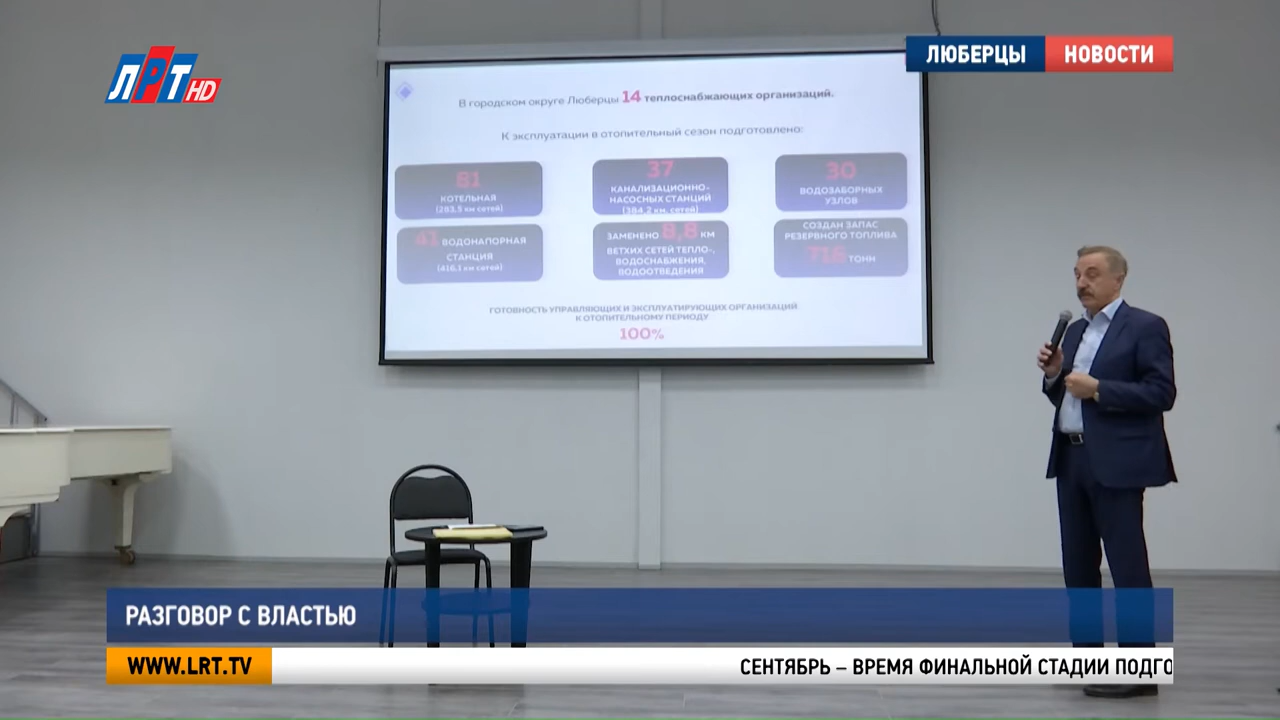 ЛРТ HD
ЛЮБЕРЦЫ НОВОСТИ
В городском округе Люберцы 14 теплоснабжающих организаций.
К эксплуатации в отопительный сезон подготовлено:
81
КОТЕЛЬНАЯ
(283,5 км сетей)
37
КАНАЛИЗАЦИОННО-
НАСОСНЫХ СТАНЦИЙ
(384,2 км. сетей)
30
ВОДОЗАБОРНЫХ
УЗЛОВ
41 ВОДОНАПОРНАЯ
СТАНЦИЯ
(416,1 км сетей)
ЗАМЕНЕНО 8,8 КМ
ВЕТХИХ СЕТЕЙ ТЕПЛО-,
ВОДОСНАБЖЕНИЯ,
ВОДООТВЕДЕНИЯ
СОЗДАН ЗАПАС
РЕЗЕРВНОГО ТОПЛИВА
ТОНН
ГОТОВНОСТЬ УПРАВЛЯЮЩИХ И ЭКСПЛУАТИРУЮЩИХ ОРГАНИЗАЦИЙ
К ОТОПИТЕЛЬНОМУ ПЕРИОДУ
100%
РАЗГОВОР С ВЛАСТЬЮ
WWW.LRT.TV
СЕНТЯБРЬ – ВРЕМЯ ФИНАЛЬНОЙ СТАДИИ ПОДГО